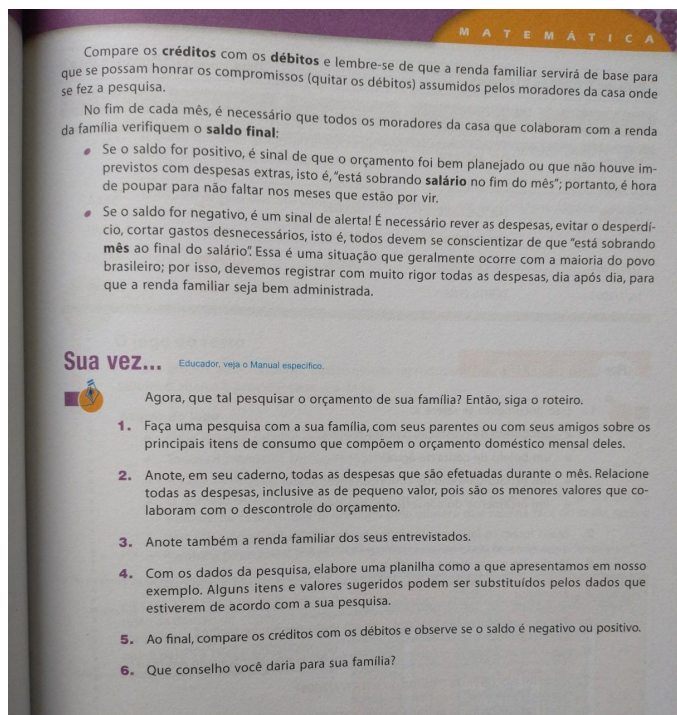 MATEMÁTICA
Compare os créditos com os débitos e lembre-se de que a renda familiar servirá de base para
que se possam honrar os compromissos (quitar os débitos) assumidos pelos moradores da casa onde
se fez a pesquisa.
No fim de cada mês, é necessário que todos os moradores da casa que colaboram com a renda
da família verifiquem o saldo final:
• Se o saldo for positivo, é sinal de que o orçamento foi bem planejado ou que não houve im-
previstos com despesas extras, isto é, "está sobrando salário no fim do mês"; portanto, é hora
de poupar para não faltar nos meses que estão por vir.
• Se o saldo for negativo, é um sinal de alerta! É necessário rever as despesas, evitar o desperdí-
cio, cortar gastos desnecessários, isto é, todos devem se conscientizar de que "está sobrando
mês ao final do salário". Essa é uma situação que geralmente ocorre com a maioria do povo
brasileiro; por isso, devemos registrar com muito rigor todas as despesas, dia após dia, para
que a renda familiar seja bem administrada.
Sua vez... Educador, veja o Manual específico.
Agora, que tal pesquisar o orçamento de sua família? Então, siga o roteiro.
1. Faça uma pesquisa com a sua família, com seus parentes ou com seus amigos sobre os
principais itens de consumo que compõem o orçamento doméstico mensal deles.
2. Anote, em seu caderno, todas as despesas que são efetuadas durante o mês. Relacione
todas as despesas, inclusive as de pequeno valor, pois são os menores valores que co-
laboram com o descontrole do orçamento.
3. Anote também a renda familiar dos seus entrevistados.
4. Com os dados da pesquisa, elabore uma planilha como a que apresentamos em nosso
exemplo. Alguns itens e valores sugeridos podem ser substituídos pelos dados que
estiverem de acordo com a sua pesquisa.
5. Ao final, compare os créditos com os débitos e observe se o saldo é negativo ou positivo.
6. Que conselho você daria para sua família?